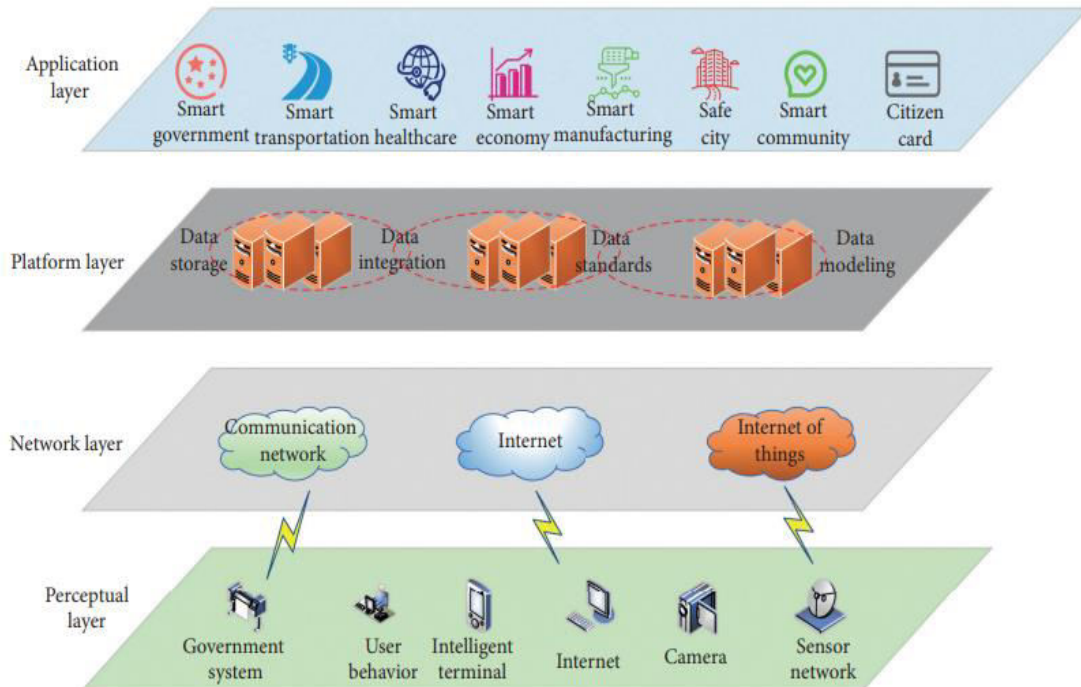 Application
layer
Smart
government
Smart
transportation
Smart
healthcare
Smart
economy
Smart
manufacturing
Safe
city
Smart
community
Citizen
card
Platform layer
Data
storage
Data
integration
Data
standards
Data
modeling
Network layer
Communication
network
Internet
Internet of
things
Perceptual
layer
Government
system
User
behavior
Intelligent
terminal
Internet
Camera
Sensor
network